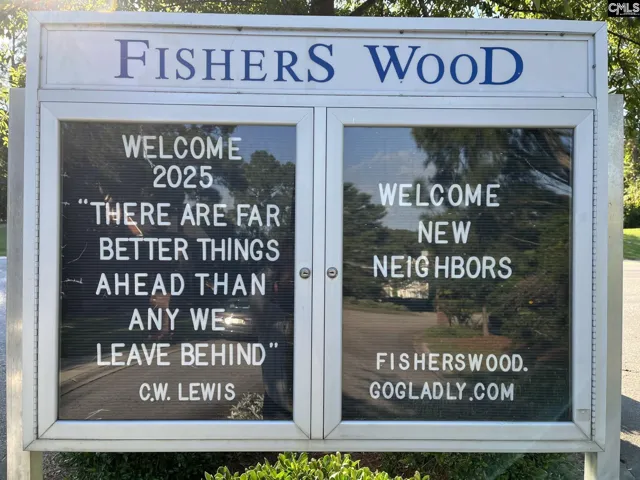 CMLS
FISHERS WOOD
WELCOME
2025
"THERE ARE FAR
BETTER THINGS
AHEAD THAN
ANY WE
LEAVE BEHIND"
C.W. LEWIS
WELCOME
NEW
NEIGHBORS
FISHERSWOOD.
GOGLADLY.COM